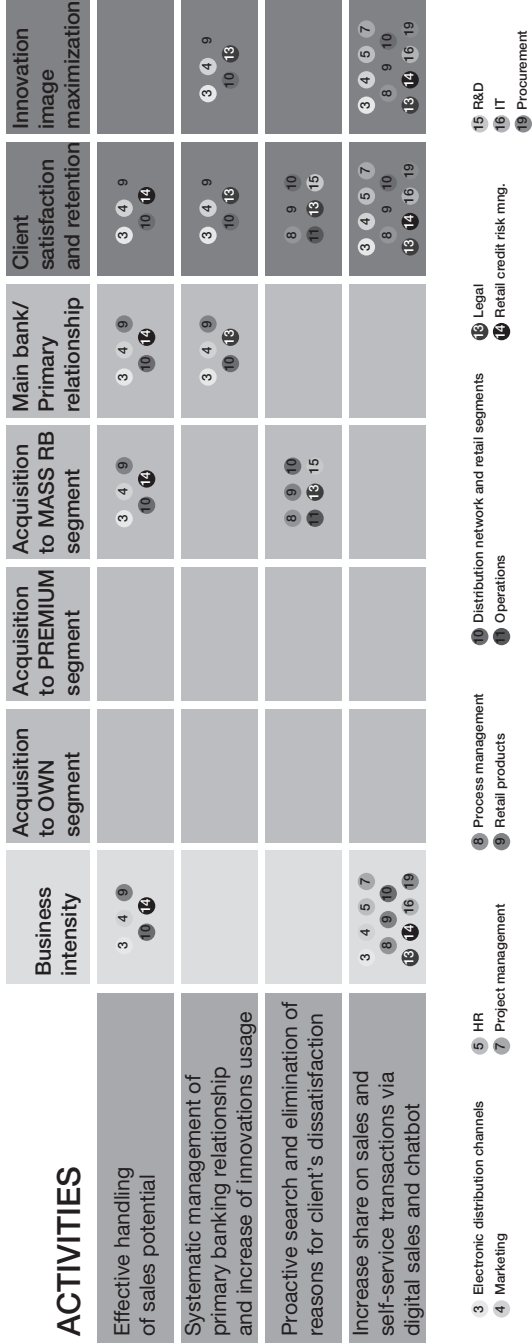 ACTIVITIES
Business
intensity
Acquisition
to OWN
segment
Acquisition
to PREMIUM
segment
Acquisition
to MASS RB
segment
Main bank/
Primary
relationship
Client
satisfaction
and retention
Innovation
image
maximization
Effective handling
of sales potential
3 4 9
10 14
3 4 9
10 14
3 4 9
10 14
3 4 9
10 14
Systematic management of
primary banking relationship
and increase of innovations usage
3 4 9
10 13
3 4 9
10 13
3 4 9
10 13
Proactive search and elimination of
reasons for client's dissatisfaction
8 9 10
11 13 15
8 9 10
11 13 15
Increase share on sales and
self-service transactions via
digital sales and chatbot
3 4 5 7
8 9 10
13 14 16 19
3 4 5 7
8 9 10
13 14 16 19
3 4 5 7
8 9 10
13 14 16 19
3 Electronic distribution channels
4 Marketing
5 HR
7 Project management
8 Process management
9 Retail products
10 Distribution network and retail segments
11 Operations
13 Legal
14 Retail credit risk mng.
15 R&D
16 IT
19 Procurement